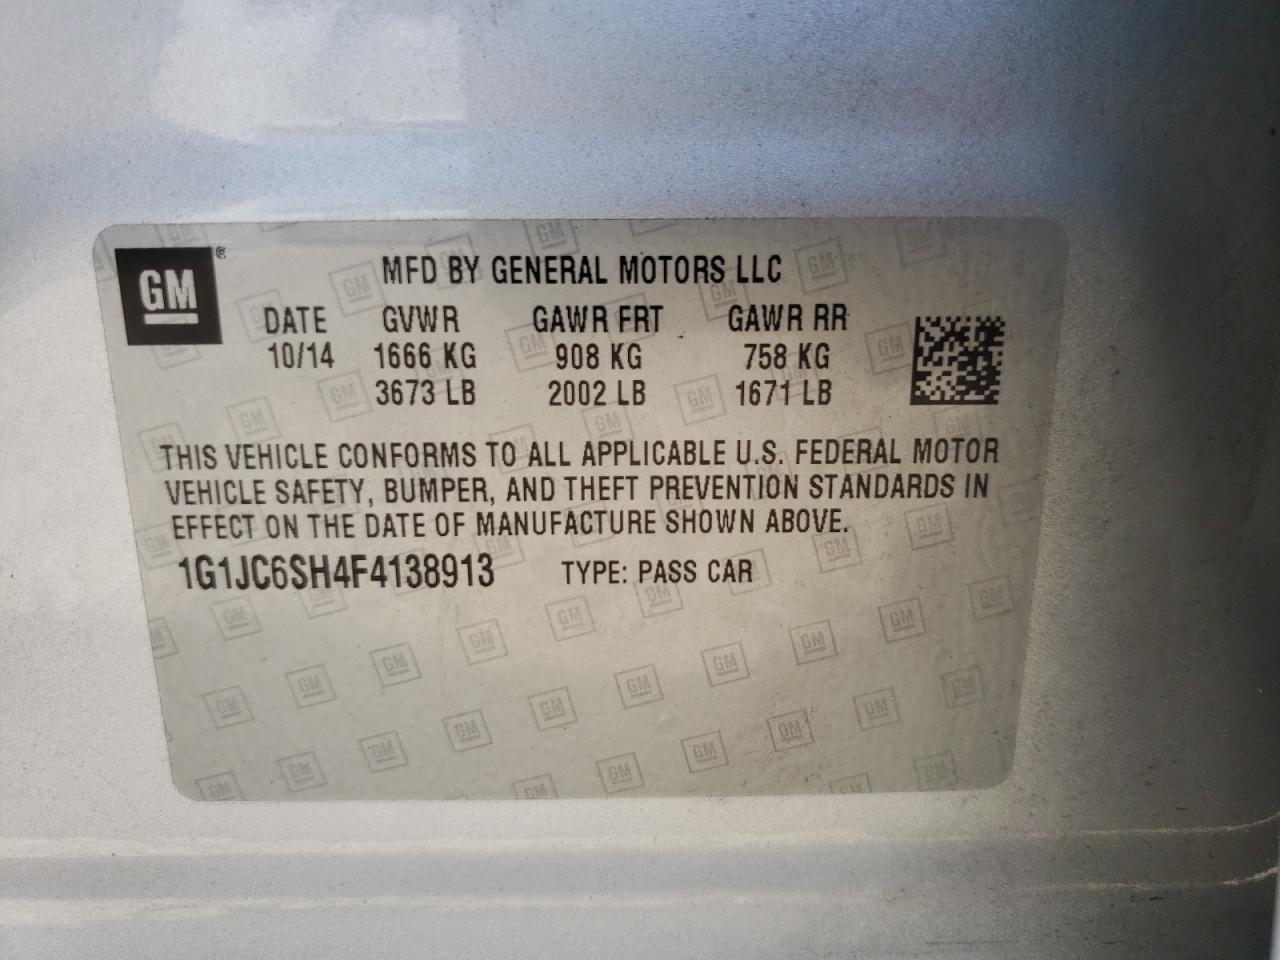 GM®
MFD BY GENERAL MOTORS LLC
DATE GVWR GAWR FRT GAWR RR
10/14 1666 KG 908 KG 758 KG
3673 LB 2002 LB 1671 LB
THIS VEHICLE CONFORMS TO ALL APPLICABLE U.S. FEDERAL MOTOR
VEHICLE SAFETY, BUMPER, AND THEFT PREVENTION STANDARDS IN
EFFECT ON THE DATE OF MANUFACTURE SHOWN ABOVE.
1G1JC6SH4F4138913 TYPE: PASS CAR